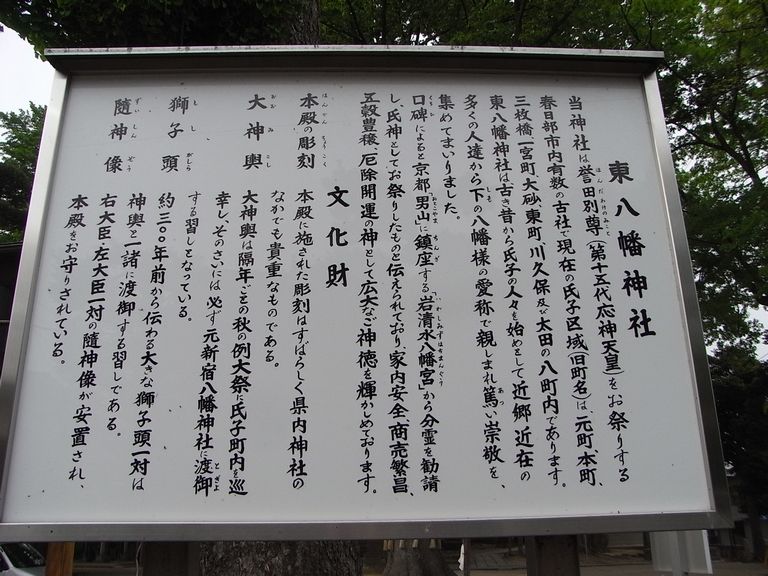 東八幡神社
当神社は誉田別尊(第十五代応神天皇)をお祭りする
春日部市内有数の古社で現在の氏子区域(旧町名)は、元町、本町、
三枚橋、一宮町、大砂、東町、川久保及び太田の八町内であります。
東八幡神社は古き昔から氏子の人々を始めとして近郷、近在の
多くの人達から下の八幡様の愛称で親しまれ篤い崇敬を、
集めてまいりました。
口碑によると京都「男山」に鎮座する「岩清水八幡宮」から分霊を勧請
し、氏神としてお祭りしたものと伝えられており、家内安全、商売繁昌、
五穀豊穣、厄除開運の神として広大なご神徳を輝かしめております。
文化財
本殿の彫刻 本殿に施された彫刻はすばらしく県内神社の
なかでも貴重なものである。
大神輿 大神輿は隔年ごとの秋の例大祭に氏子町内を巡
幸し、そのさいには必ず元新宿八幡神社に渡御
する習しとなっている。
獅子頭 約三〇〇年前から伝わる大きな獅子頭一対は
神輿と一諸に渡御する習しである。
隨神像 右大臣・左大臣一対の隨神像が安置され、
本殿をお守りされている。